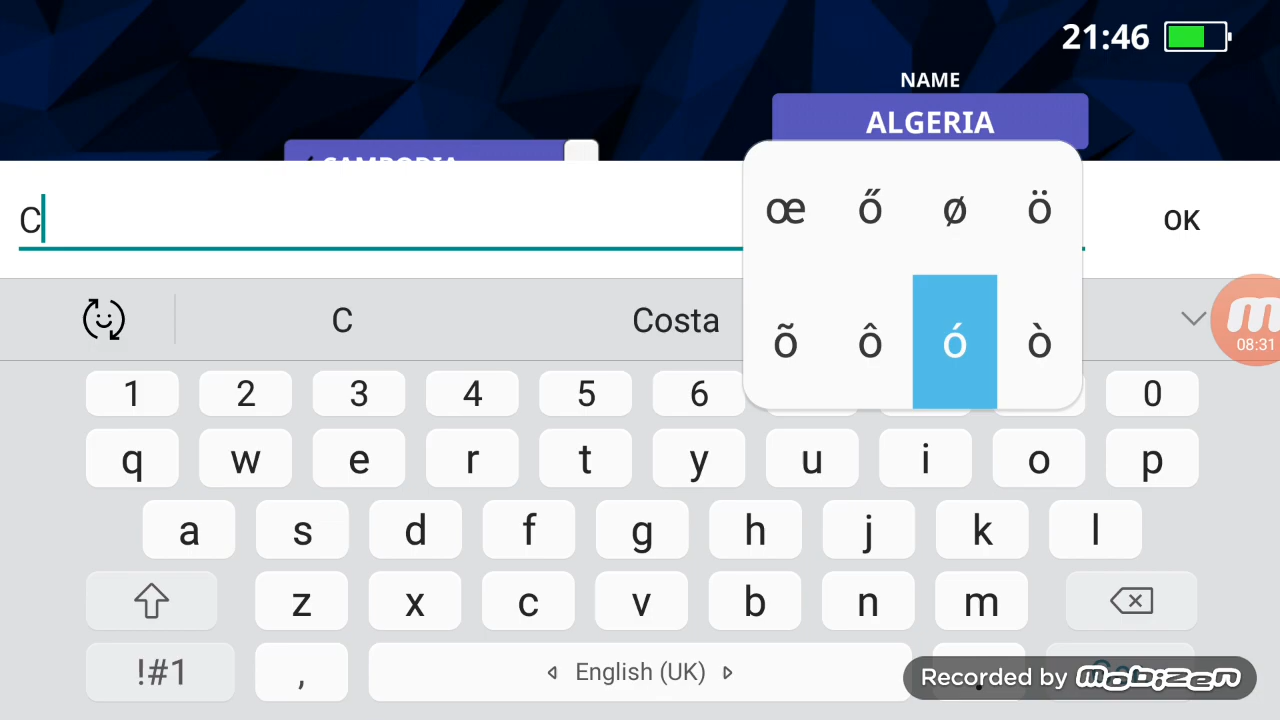 21:46
NAME
ALGERIA
CAMBODIA
œ ő ø ö
C
OK
õ ô ó ò
C Costa
08:31
1 2 3 4 5 6 0
q w e r t y u i o p
a s d f g h j k l
z x c v b n m
!#1 , English (UK)
Recorded by mobizen